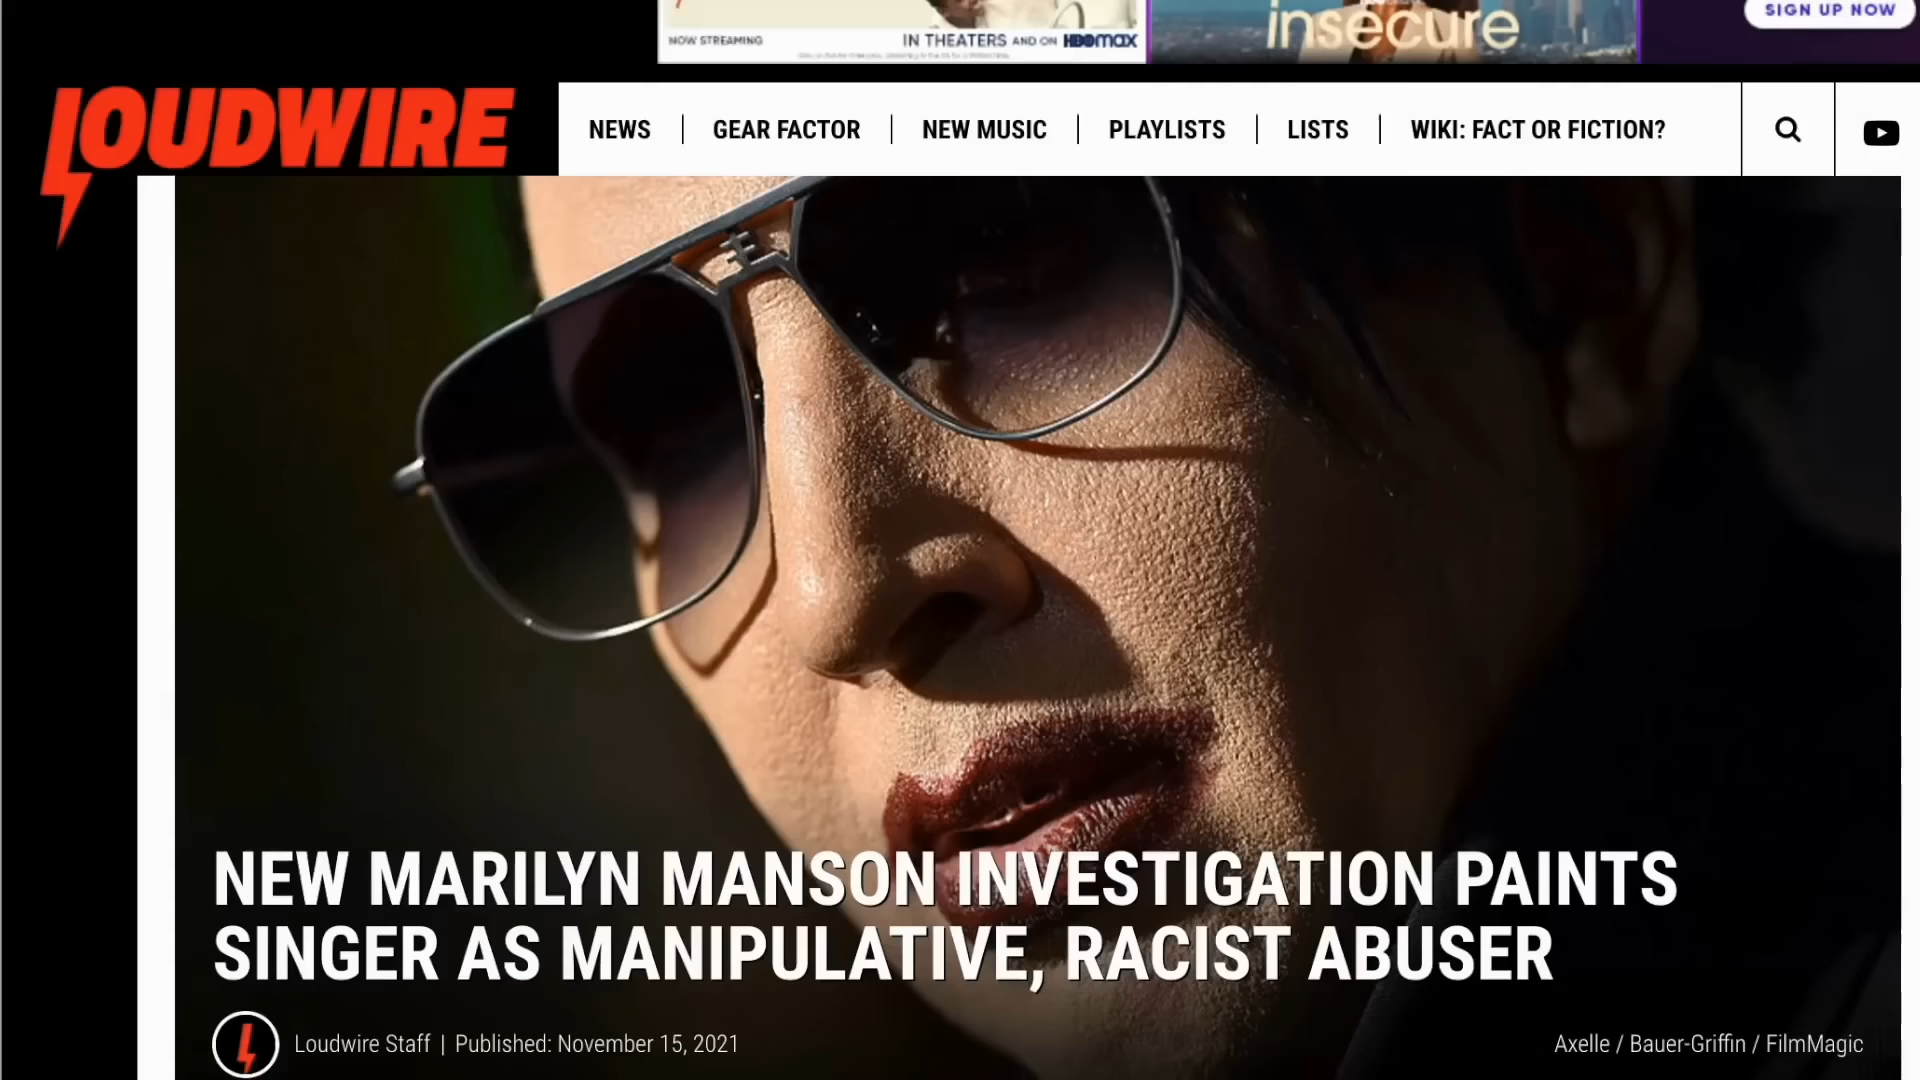 insecure
SIGN UP NOW
NOW STREAMING
IN THEATERS AND ON HBOMAX
LOUDWIRE
NEWS
GEAR FACTOR
NEW MUSIC
PLAYLISTS
LISTS
WIKI: FACT OR FICTION?
NEW MARILYN MANSON INVESTIGATION PAINTS
SINGER AS MANIPULATIVE, RACIST ABUSER
Loudwire Staff | Published: November 15, 2021
Axelle / Bauer-Griffin / FilmMagic